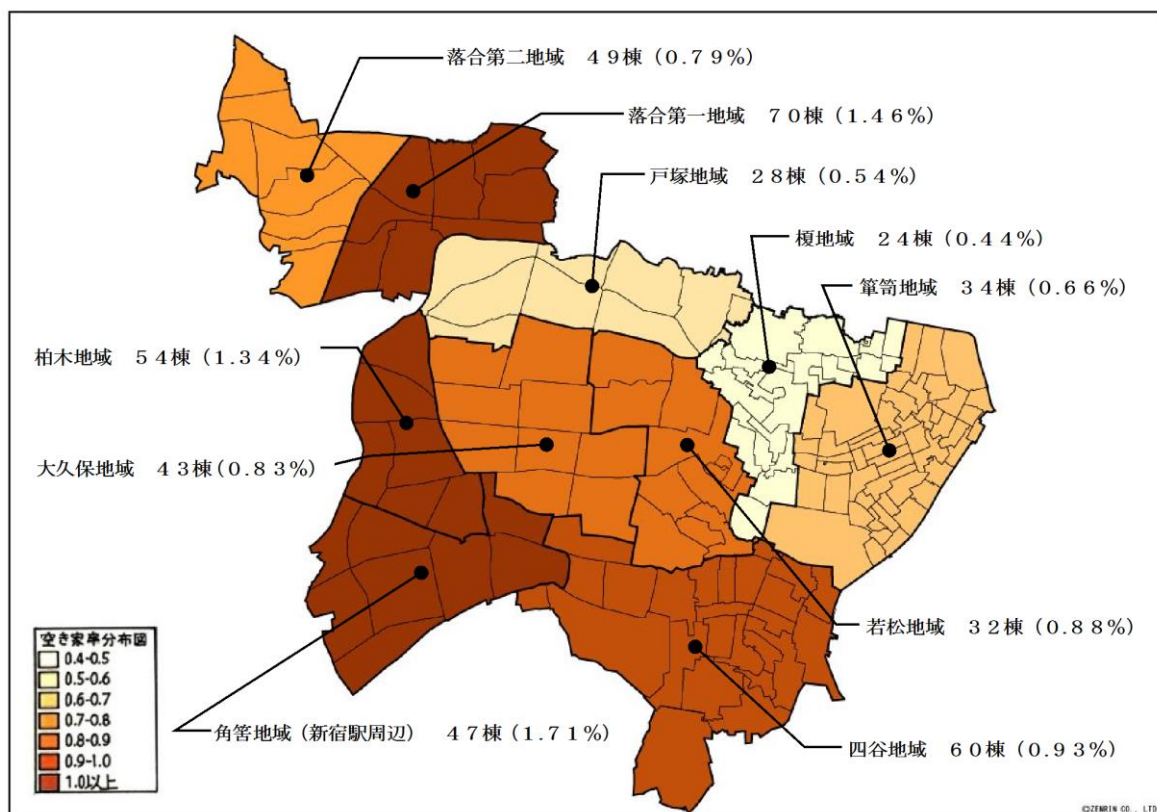 落合第二地域 49棟(0.79%)
落合第一地域 70棟(1.46%)
戸塚地域 28棟(0.54%)
榎地域 24棟(0.44%)
箪笥地域 34棟(0.66%)
柏木地域 54棟(1.34%)
大久保地域 43棟(0.83%)
若松地域 32棟(0.88%)
角筈地域(新宿駅周辺) 47棟(1.71%)
四谷地域 60棟(0.93%)
空き家率分布図
0.4-0.5
0.5-0.6
0.6-0.7
0.7-0.8
0.8-0.9
0.9-1.0
1.0以上
©ZENRIN CO., LTD